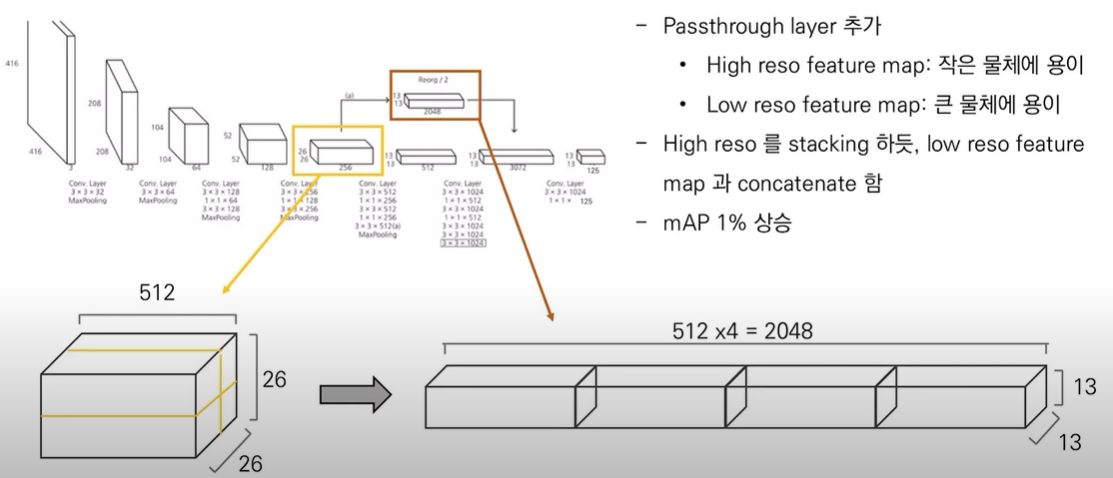 - Passthrough layer 추가
• High reso feature map: 작은 물체에 용이
• Low reso feature map: 큰 물체에 용이
- High reso 를 stacking 하듯, low reso feature
map 과 concatenate 함
- mAP 1% 상승
416
416
3
208
208
32
104
104
64
52
52
128
26
26
256
(a)
Reorg / 2
13
13
2048
13
13
512
3072
13
13
125
Conv. Layer
3 × 3 × 32
MaxPooling
Conv. Layer
3 × 3 × 64
MaxPooling
Conv. Layer
3 × 3 × 128
1 × 1 × 64
3 × 3 × 128
MaxPooling
Conv. Layer
3 × 3 × 256
1 × 1 × 128
3 × 3 × 256
MaxPooling
Conv. Layer
3 × 3 × 512
1 × 1 × 256
3 × 3 × 512
1 × 1 × 256
3 × 3 × 512(a)
MaxPooling
Conv. Layer
3 × 3 × 1024
1 × 1 × 512
3 × 3 × 1024
1 × 1 × 512
3 × 3 × 1024
3 × 3 × 1024
3 × 3 × 1024
Conv. Layer
3 × 3 × 1024
1 × 1 × 125
512
26
26
512 x4 = 2048
13
13